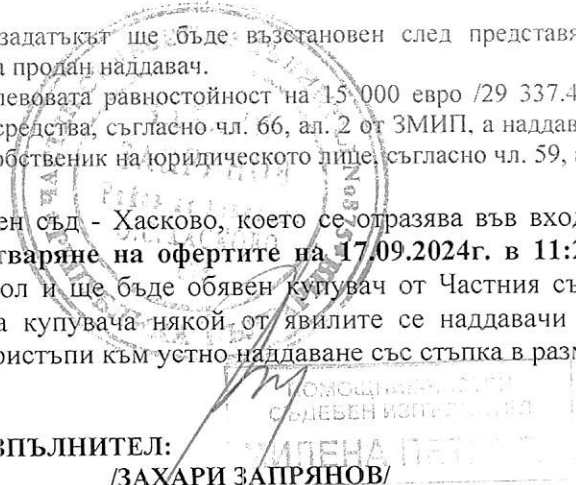 задатъкът ще бъде възстановен след представя
а продан наддавач.
левовата равностойност на 15 000 евро /29 337.4
средства, съгласно чл. 66, ал. 2 от ЗМИП, а наддав
обственик на юридическото лице, съгласно чл. 59,
ен съд - Хасково, което се отразява във вход
тваряне на офертите на 17.09.2024г. в 11:2
ол и ще бъде обявен купувач от Частния съ
а купувача някой от явилите се наддавачи
ристъпи към устно наддаване със стъпка в разм
ПОМОЩНИК
СЪДЕБЕН ИЗПЪЛНИТЕЛ
МИЛЕНА
ЗПЪЛНИТЕЛ:
/ЗАХАРИ ЗАПРЯНОВ/